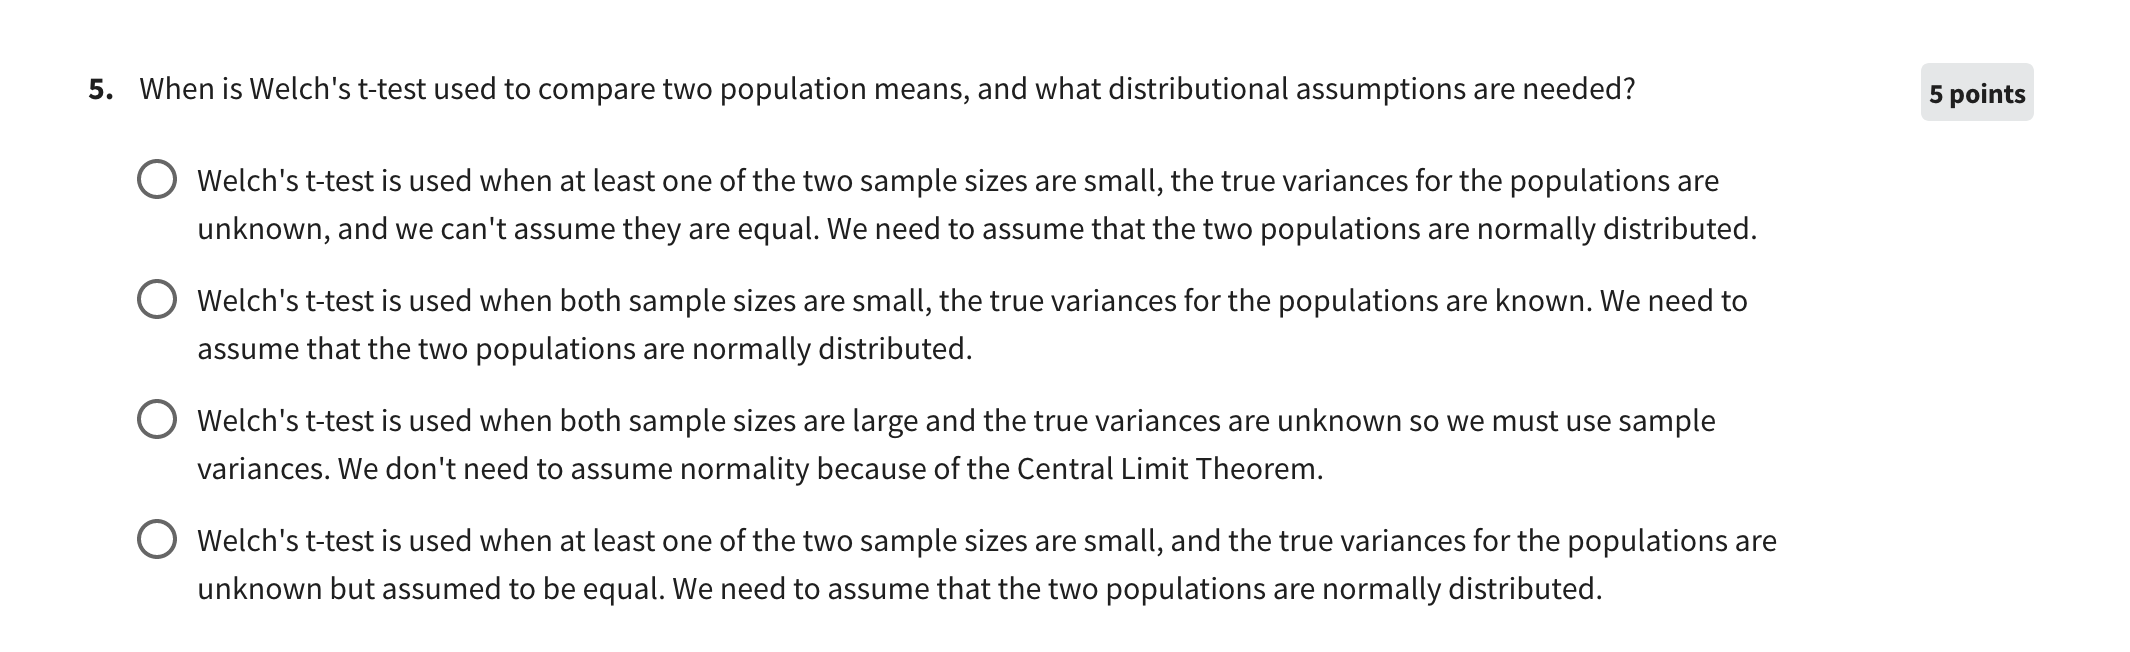 5. When is Welch's t-test used to compare two population means, and what distributional assumptions are needed?
5 points
Welch's t-test is used when at least one of the two sample sizes are small, the true variances for the populations are
unknown, and we can't assume they are equal. We need to assume that the two populations are normally distributed.
Welch's t-test is used when both sample sizes are small, the true variances for the populations are known. We need to
assume that the two populations are normally distributed.
Welch's t-test is used when both sample sizes are large and the true variances are unknown so we must use sample
variances. We don't need to assume normality because of the Central Limit Theorem.
Welch's t-test is used when at least one of the two sample sizes are small, and the true variances for the populations are
unknown but assumed to be equal. We need to assume that the two populations are normally distributed.